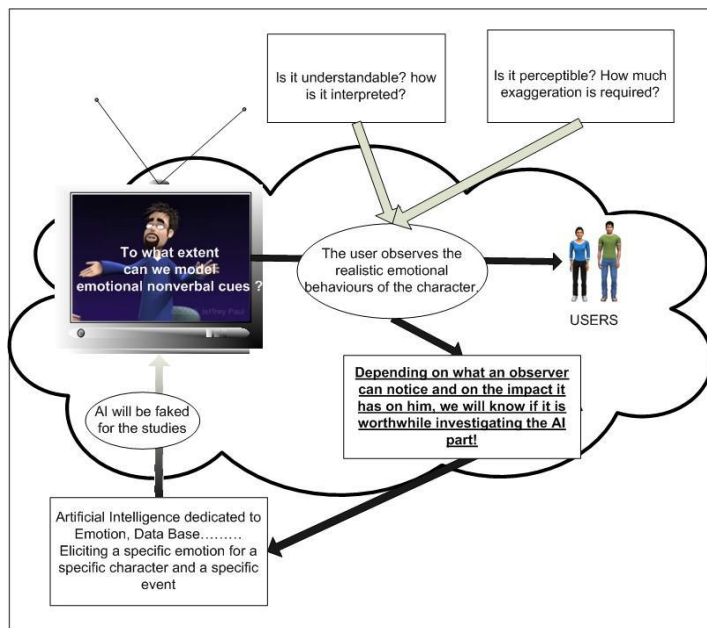 Is it understandable? how
is it interpreted?
Is it perceptible? How much
exaggeration is required?
To what extent
can we model
emotional nonverbal cues ?
Jeffrey Paul
The user observes the
realistic emotional
behaviours of the character.
USERS
Depending on what an observer
can notice and on the impact it
has on him, we will know if it is
worthwhile investigating the AI
part!
AI will be faked
for the studies
Artificial Intelligence dedicated to
Emotion, Data Base………
Eliciting a specific emotion for a
specific character and a specific
event